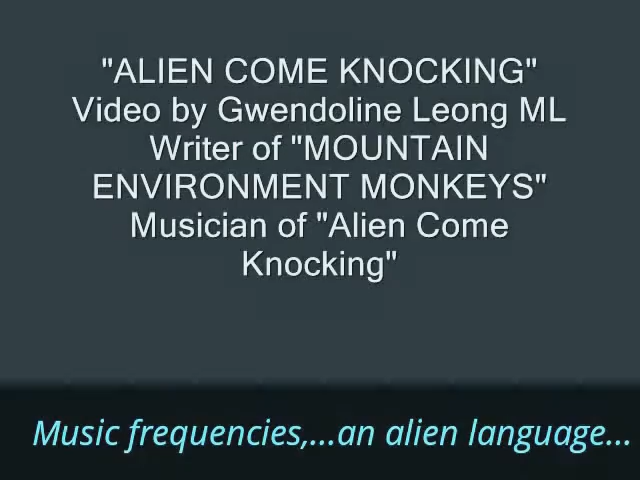 "ALIEN COME KNOCKING"
Video by Gwendoline Leong ML
Writer of "MOUNTAIN
ENVIRONMENT MONKEYS"
Musician of "Alien Come
Knocking"
Music frequencies,...an alien language...